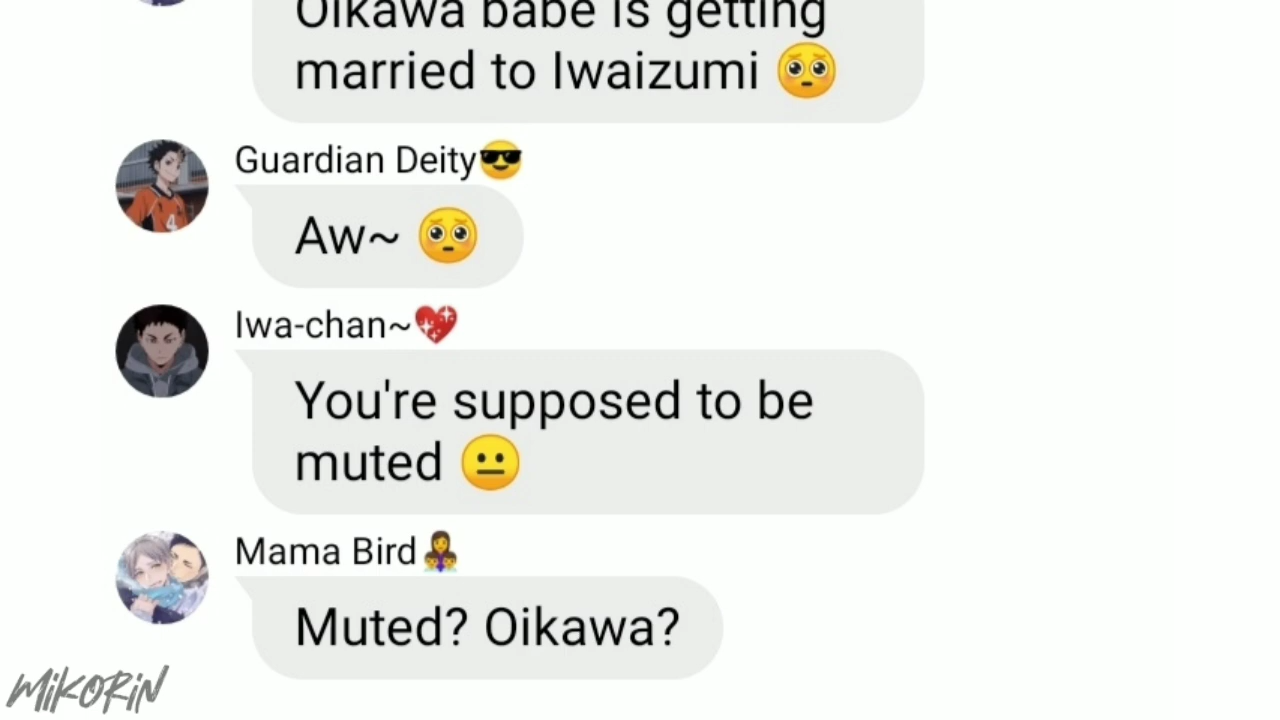 Oikawa babe is getting
married to Iwaizumi 🥺
Guardian Deity😎
Aw~ 🥺
Iwa-chan~💖
You're supposed to be
muted 😐
Mama Bird👩‍👧‍👦
Muted? Oikawa?
MIKORIN